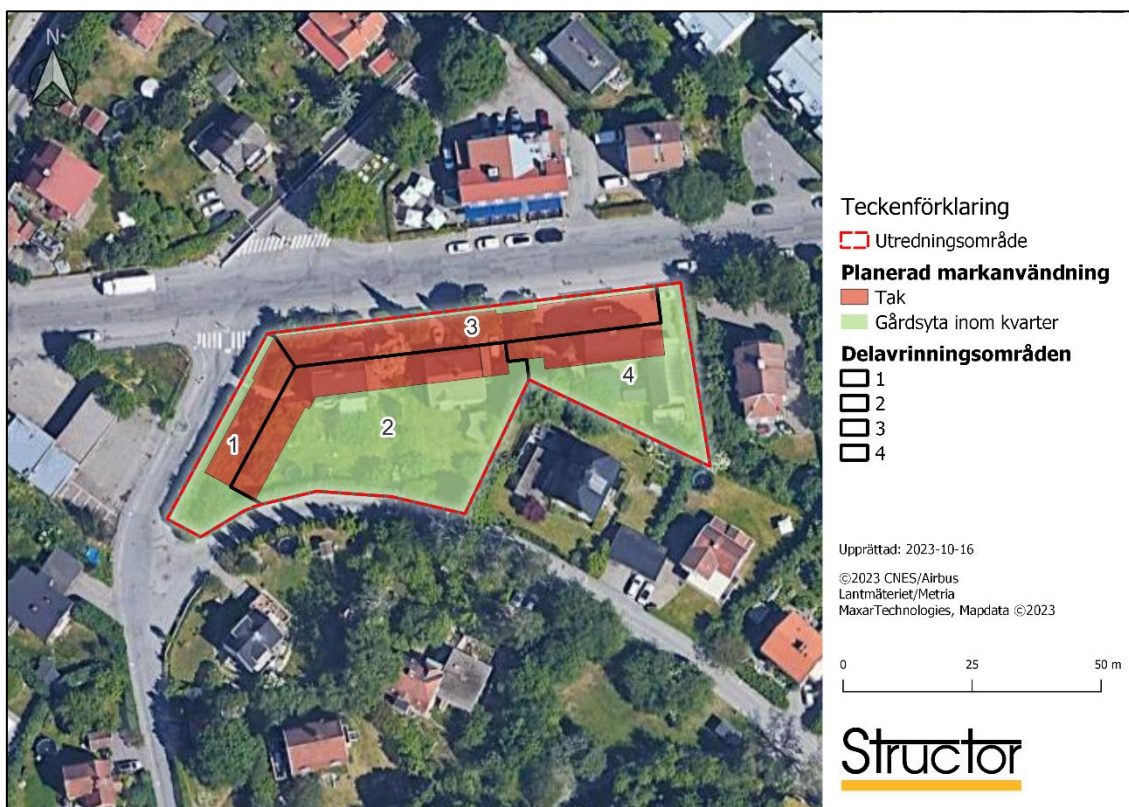 N
3
4
2
1
Teckenförklaring
Utredningsområde
Planerad markanvändning
Tak
Gårdsyta inom kvarter
Delavrinningsområden
1
2
3
4
Upprättad: 2023-10-16
©2023 CNES/Airbus
Lantmäteriet/Metria
MaxarTechnologies, Mapdata ©2023
0 25 50 m
Structor